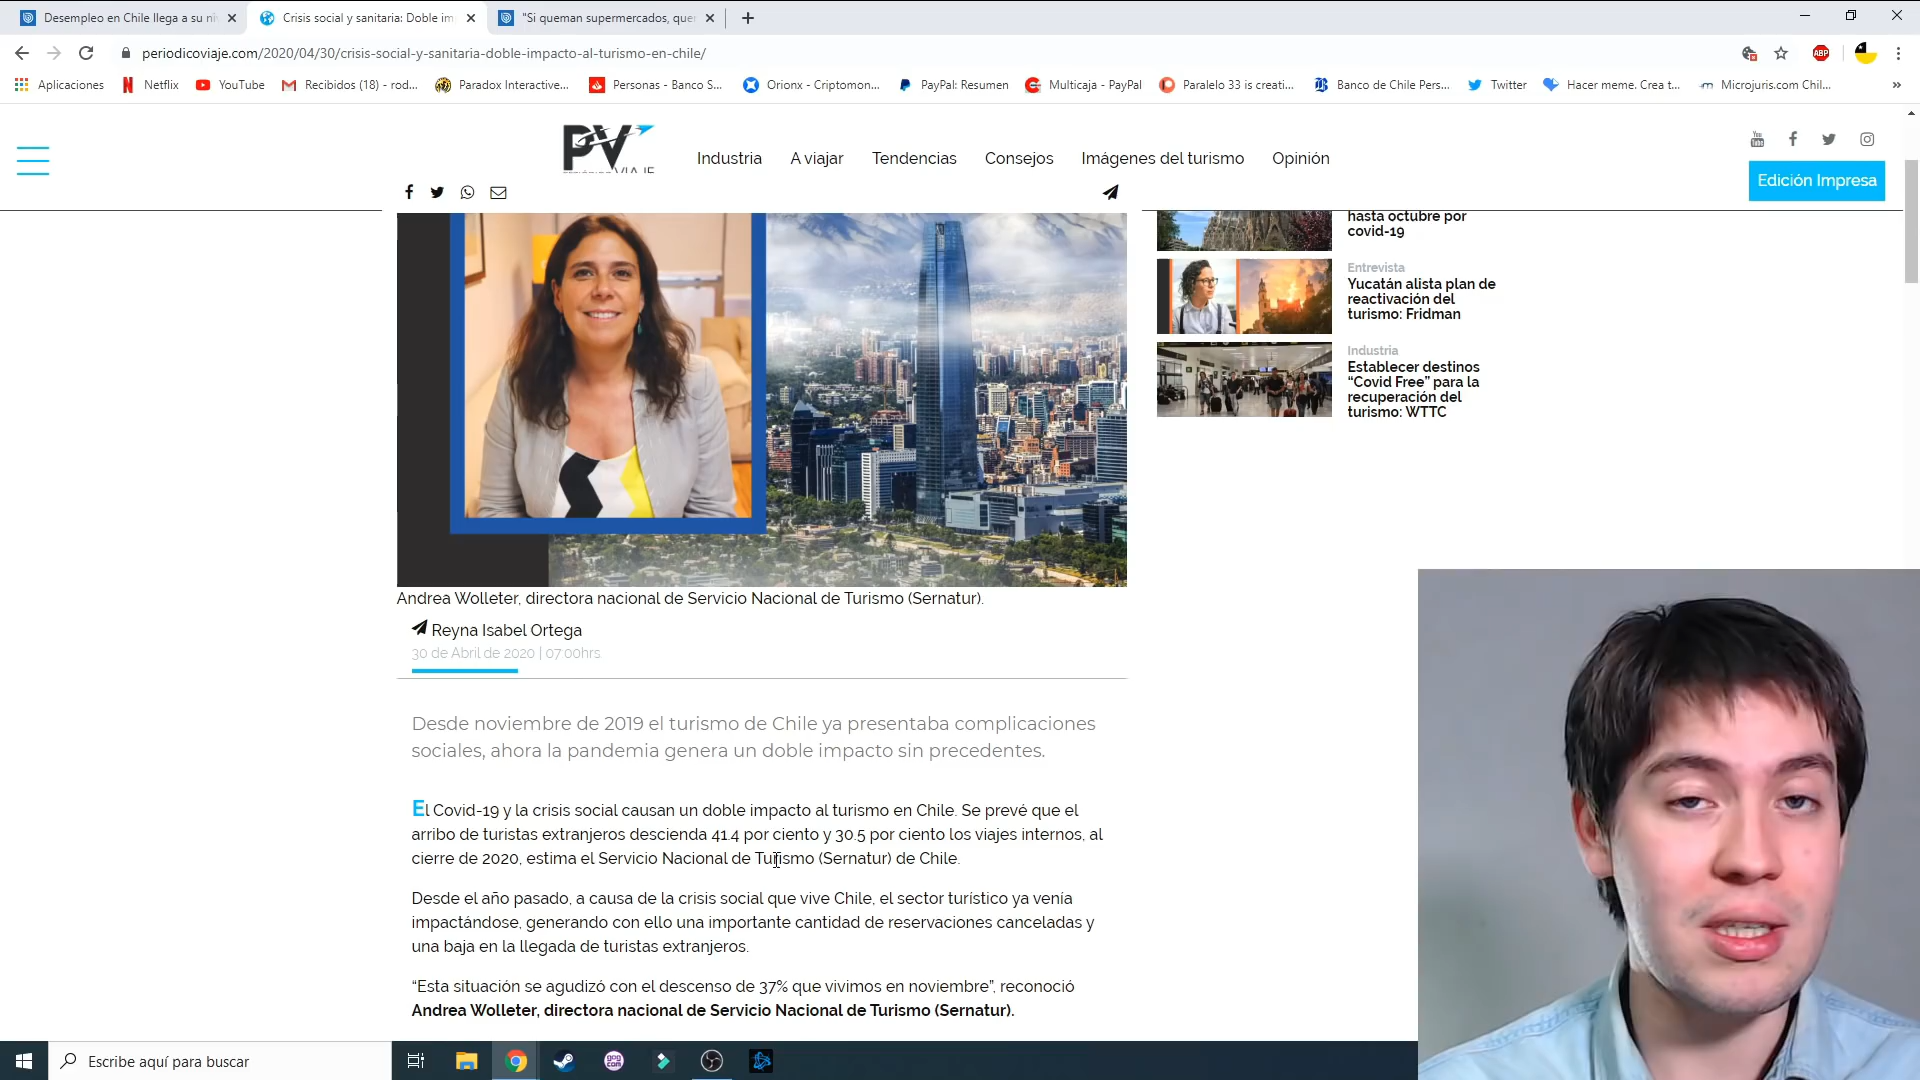 Desempleo en Chile llega a su ni
Crisis social y sanitaria: Doble im
"Si queman supermercados, que
periodicoviaje.com/2020/04/30/crisis-social-y-sanitaria-doble-impacto-al-turismo-en-chile/
ABP
Aplicaciones
Netflix
YouTube
Recibidos (18) - rod...
Paradox Interactive...
Personas - Banco S...
Orionx - Criptomon...
PayPal: Resumen
Multicaja - PayPal
Paralelo 33 is creati...
Banco de Chile Pers...
Twitter
Hacer meme. Crea t...
Microjuris.com Chil...
PV
Industria
A viajar
Tendencias
Consejos
Imágenes del turismo
Opinión
Edición Impresa
hasta octubre por
covid-19
Entrevista
Yucatán alista plan de
reactivación del
turismo: Fridman
Industria
Establecer destinos
“Covid Free” para la
recuperación del
turismo: WTTC
Andrea Wolleter, directora nacional de Servicio Nacional de Turismo (Sernatur).
Reyna Isabel Ortega
30 de Abril de 2020 | 07:00hrs
Desde noviembre de 2019 el turismo de Chile ya presentaba complicaciones
sociales, ahora la pandemia genera un doble impacto sin precedentes.
El Covid-19 y la crisis social causan un doble impacto al turismo en Chile. Se prevé que el
arribo de turistas extranjeros descienda 41.4 por ciento y 30.5 por ciento los viajes internos, al
cierre de 2020, estima el Servicio Nacional de Turismo (Sernatur) de Chile.
Desde el año pasado, a causa de la crisis social que vive Chile, el sector turístico ya venía
impactándose, generando con ello una importante cantidad de reservaciones canceladas y
una baja en la llegada de turistas extranjeros.
“Esta situación se agudizó con el descenso de 37% que vivimos en noviembre”, reconoció
Andrea Wolleter, directora nacional de Servicio Nacional de Turismo (Sernatur).
Escribe aquí para buscar